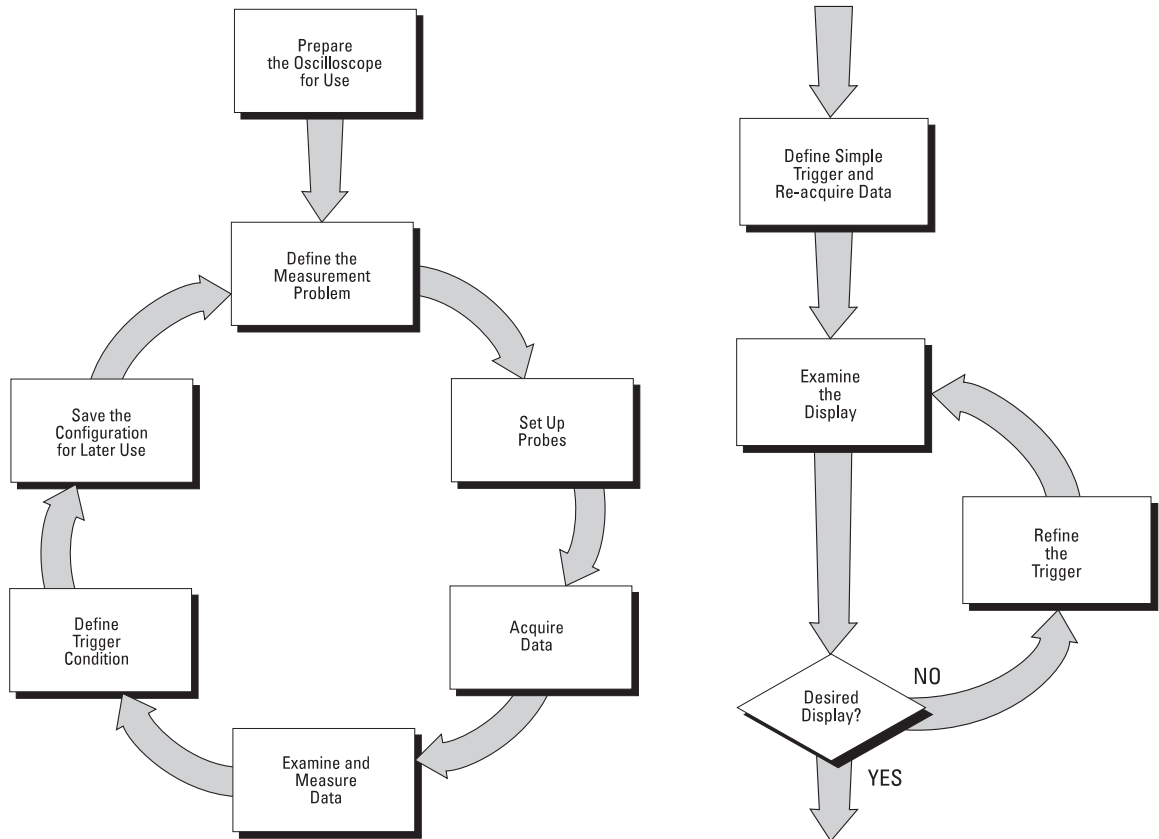 Prepare
the Oscilloscope
for Use
Define the
Measurement
Problem
Set Up
Probes
Acquire
Data
Examine and
Measure
Data
Define
Trigger
Condition
Save the
Configuration
for Later Use
Define Simple
Trigger and
Re-acquire Data
Examine
the
Display
Refine
the
Trigger
Desired
Display?
NO
YES